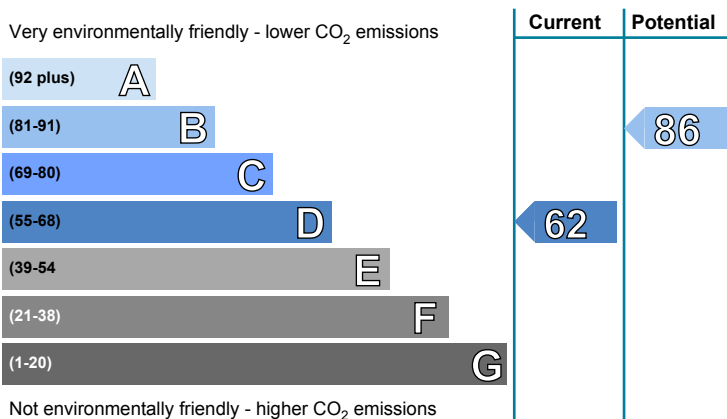 Current Potential
Very environmentally friendly - lower CO2 emissions
(92 plus) A
(81-91) B
86
(69-80) C
(55-68) D
62
(39-54 E
(21-38) F
(1-20) G
Not environmentally friendly - higher CO2 emissions